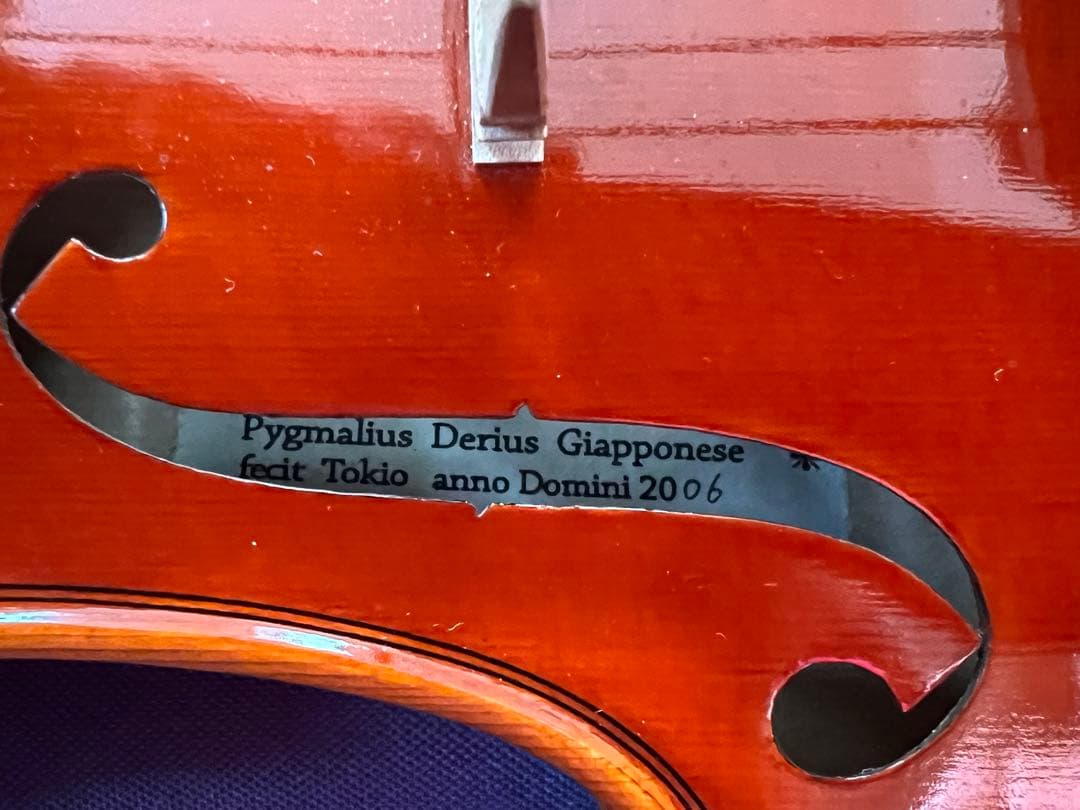 Pygmalius Derius Giapponese
fecit Tokio anno Domini 2006